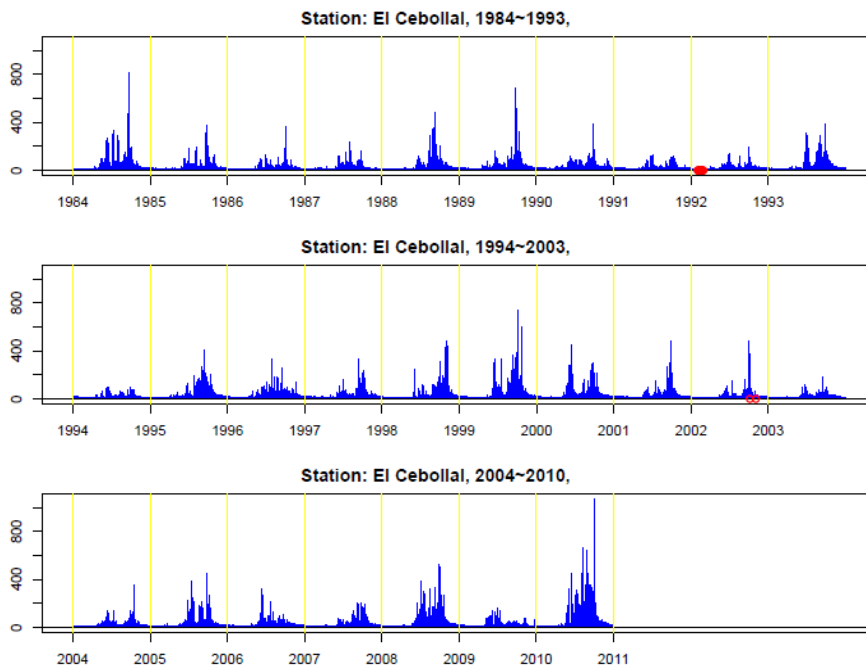 Station: El Cebollal, 1984~1993,
800
400
0
1984 1985 1986 1987 1988 1989 1990 1991 1992 1993
Station: El Cebollal, 1994~2003,
800
400
0
1994 1995 1996 1997 1998 1999 2000 2001 2002 2003
Station: El Cebollal, 2004~2010,
800
400
0
2004 2005 2006 2007 2008 2009 2010 2011